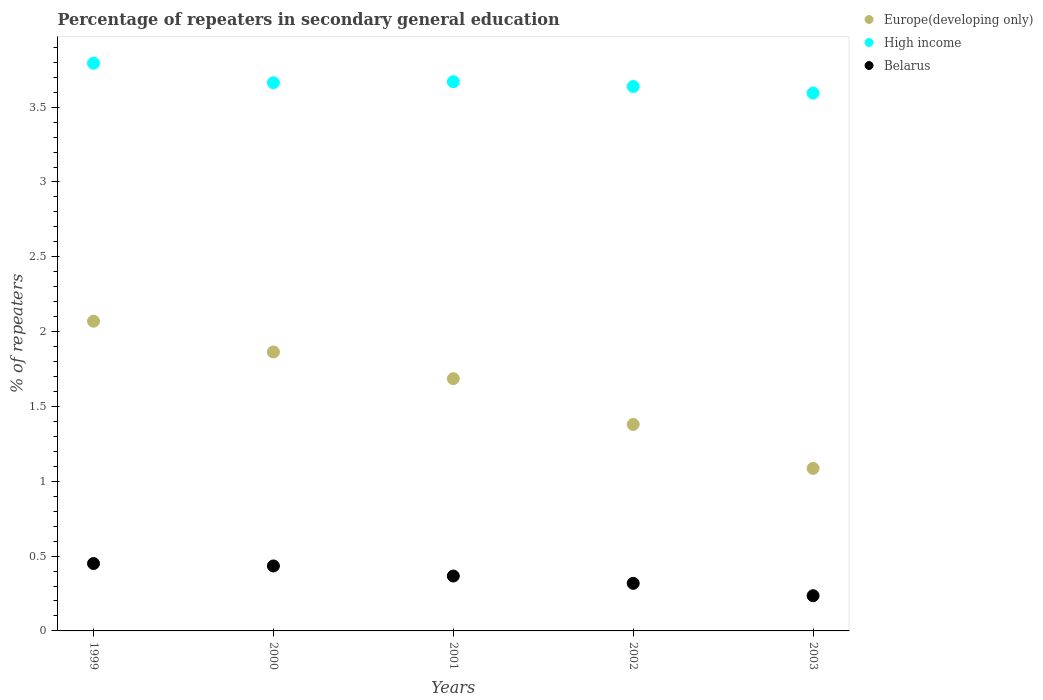 Percentage of repeaters in secondary general education
Europe(developing only)
High income
Belarus
% of repeaters
3.5
3
2.5
2
1.5
1
0.5
0
1999
2000
2001
2002
2003
Years